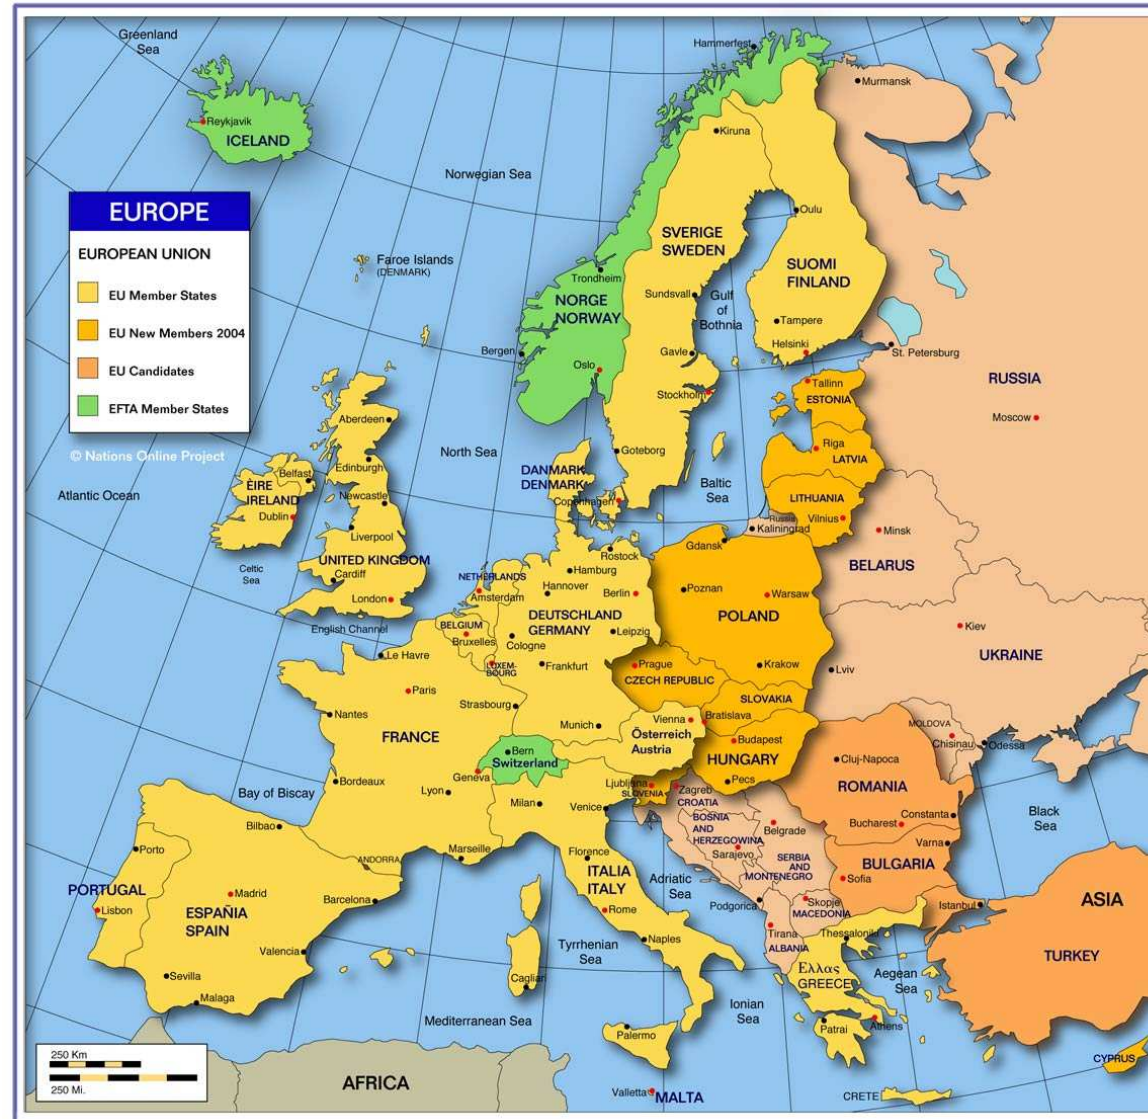 Greenland
Sea
Hammerfest
Murmansk
Reykjavik
ICELAND
Kiruna
Norwegian Sea
EUROPE
EUROPEAN UNION
EU Member States
EU New Members 2004
EU Candidates
EFTA Member States
© Nations Online Project
Oulu
SVERIGE
SWEDEN
Faroe Islands
(DENMARK)
SUOMI
FINLAND
Trondheim
NORGE
NORWAY
Sundsvall
Gulf
of
Bothnia
Tampere
Bergen
Gavle
Helsinki
St. Petersburg
Oslo
RUSSIA
Stockholm
Tallinn
ESTONIA
Moscow
Aberdeen
North Sea
Goteborg
Riga
LATVIA
Edinburgh
DANMARK
DENMARK
Baltic
Sea
Atlantic Ocean
Belfast
ÈIRE
IRELAND
Newcastle
Copenhagen
LITHUANIA
Dublin
Vilnius
Russia
Kaliningrad
Minsk
Liverpool
Gdansk
UNITED KINGDOM
Rostock
Celtic
Sea
Cardiff
Hamburg
BELARUS
NETHERLANDS
Amsterdam
Hannover
Berlin
Poznan
Warsaw
London
DEUTSCHLAND
GERMANY
POLAND
English Channel
BELGIUM
Bruxelles
Cologne
Leipzig
Kiev
Le Havre
LUXEM-
BOURG
Frankfurt
Prague
CZECH REPUBLIC
Krakow
Lviv
UKRAINE
Paris
Strasbourg
SLOVAKIA
Nantes
Munich
Vienna
Bratislava
MOLDOVA
FRANCE
Österreich
Austria
Budapest
HUNGARY
Chisinau
Odessa
Bern
Switzerland
Geneva
Cluj-Napoca
Bordeaux
Lyon
Ljubljana
SLOVENIA
Zagreb
CROATIA
Pecs
ROMANIA
Bay of Biscay
Milan
Venice
BOSNIA
AND
HERZEGOWINA
Belgrade
Bucharest
Constanta
Black
Sea
Bilbao
Sarajevo
Varna
Porto
ANDORRA
Marseille
Florence
SERBIA
AND
MONTENEGRO
BULGARIA
ITALIA
ITALY
Adriatic
Sea
Sofia
PORTUGAL
Madrid
Lisbon
Barcelona
Rome
Podgorica
Skopje
MACEDONIA
Istanbul
ASIA
ESPAÑIA
SPAIN
Tirana
ALBANIA
Thessaloniki
Valencia
Tyrrhenian
Sea
Naples
Ελλας
GREECE
Aegean
Sea
TURKEY
Sevilla
Cagliari
Malaga
Ionian
Sea
Mediterranean Sea
Palermo
Patrai
Athens
250 Km
250 Mi.
CYPRUS
AFRICA
Valletta
MALTA
CRETE